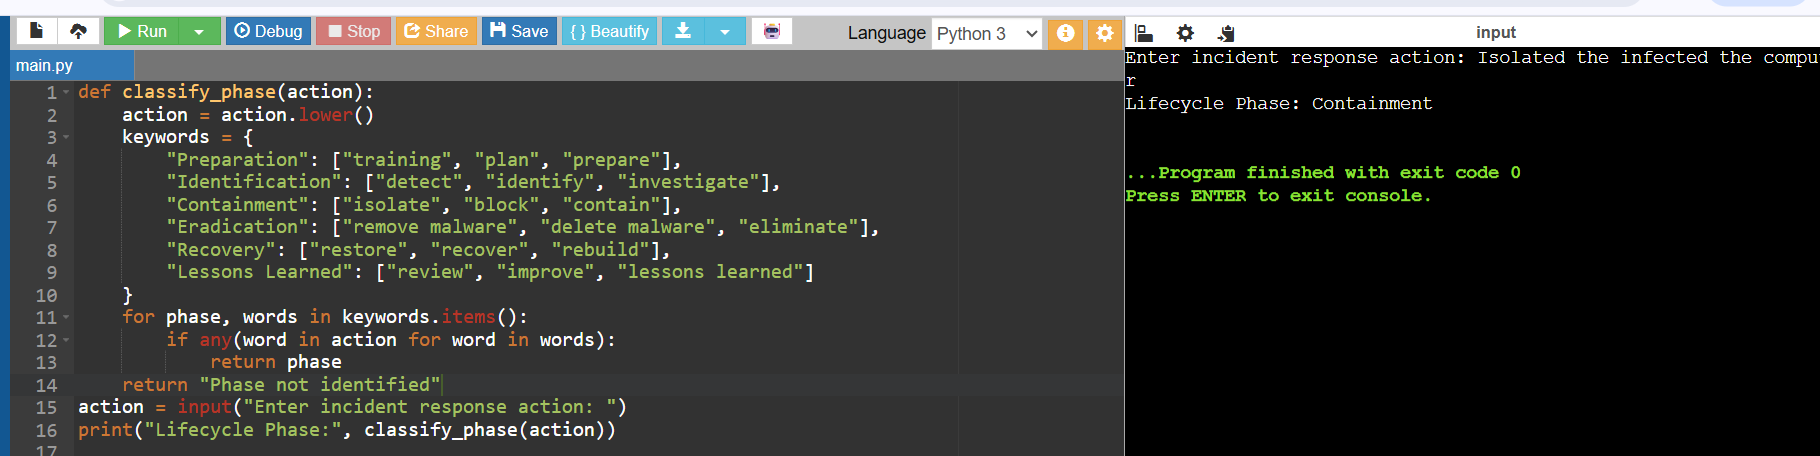 Run Debug Stop Share Save { } Beautify Language Python 3 input
main.py
1 def classify_phase(action):
2 action = action.lower()
3 keywords = {
4 "Preparation": ["training", "plan", "prepare"],
5 "Identification": ["detect", "identify", "investigate"],
6 "Containment": ["isolate", "block", "contain"],
7 "Eradication": ["remove malware", "delete malware", "eliminate"],
8 "Recovery": ["restore", "recover", "rebuild"],
9 "Lessons Learned": ["review", "improve", "lessons learned"]
10 }
11 for phase, words in keywords.items():
12 if any(word in action for word in words):
13 return phase
14 return "Phase not identified"
15 action = input("Enter incident response action: ")
16 print("Lifecycle Phase:", classify_phase(action))
17
Enter incident response action: Isolated the infected the compu
r
Lifecycle Phase: Containment
...Program finished with exit code 0
Press ENTER to exit console.